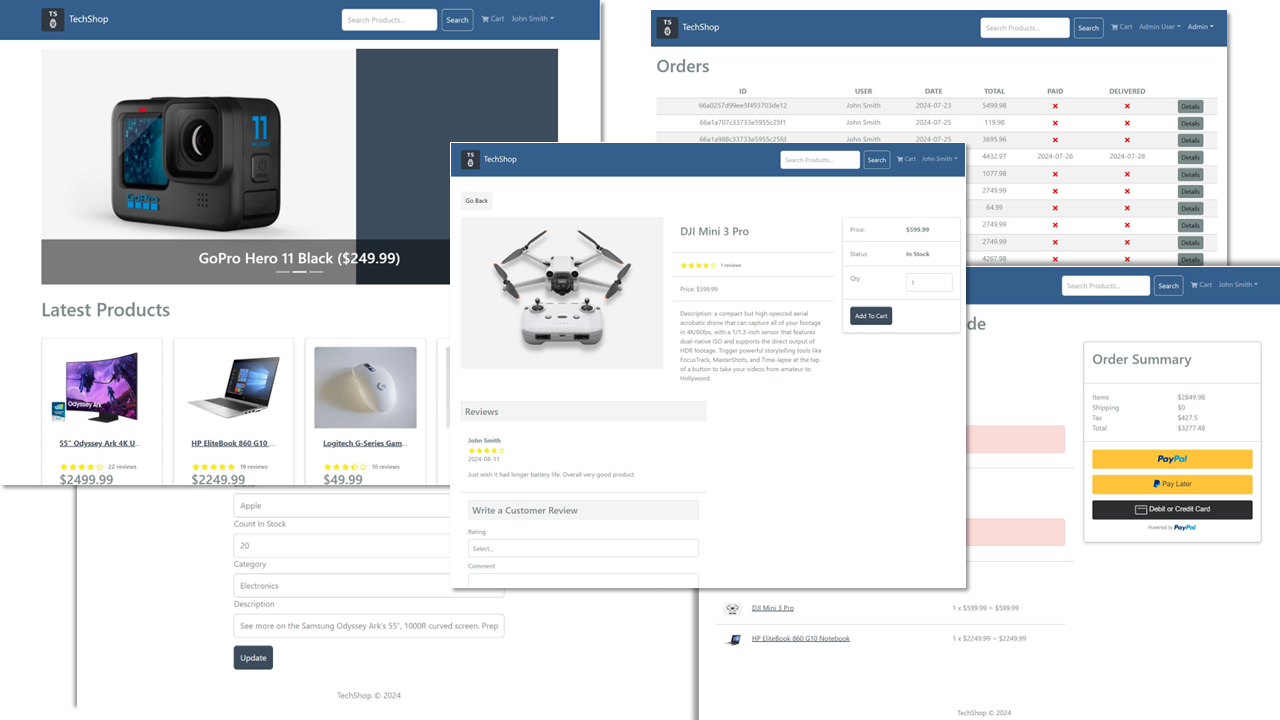 TS
TechShop
Search Products...
Search
Cart
John Smith
11
GoPro
GoPro Hero 11 Black ($249.99)
Latest Products
Odyssey Ark
55" Odyssey Ark 4K U...
22 reviews
$2499.99
HP EliteBook 860 G10 ...
19 reviews
$2249.99
Logitech G-Series Gam...
10 reviews
$49.99
TS
TechShop
Search Products...
Search
Cart
Admin User
Admin
Orders
ID USER DATE TOTAL PAID DELIVERED
66a0257d99ee5f493703de12 John Smith 2024-07-23 5499.98 Details
66a1a707c33733e5955c25f1 John Smith 2024-07-25 119.98 Details
66a1a988c33733e5955c25fd John Smith 2024-07-25 3695.96 Details
4432.97 2024-07-26 2024-07-28 Details
1077.98 Details
2749.99 Details
64.99 Details
2749.99 Details
2749.99 Details
4267.98 Details
TS
TechShop
Search Products...
Search
Cart
John Smith
Go Back
DJI Mini 3 Pro
1 reviews
Price: $599.99
Description: a compact but high-specced aerial
acrobatic drone that can capture all of your footage
in 4K/60fps, with a 1/1.3-inch sensor that features
dual-native ISO and supports the direct output of
HDR footage. Trigger powerful storytelling tools like
FocusTrack, MasterShots, and Time-lapse at the tap
of a button to take your videos from amateur to
Hollywood.
Price: $599.99
Status: In Stock
Qty 1
Add To Cart
Reviews
John Smith
2024-08-11
Just wish it had longer battery life. Overall very good product
Write a Customer Review
Rating
Select...
Comment
Apple
Count In Stock
20
Category
Electronics
Description
See more on the Samsung Odyssey Ark's 55", 1000R curved screen. Prep
Update
TechShop © 2024
Search Products...
Search
Cart
John Smith
de
Order Summary
Items $2849.98
Shipping $0
Tax $427.5
Total $3277.48
PayPal
Pay Later
Debit or Credit Card
Powered by PayPal
DJI Mini 3 Pro 1 x $599.99 = $599.99
HP EliteBook 860 G10 Notebook 1 x $2249.99 = $2249.99
TechShop © 2024